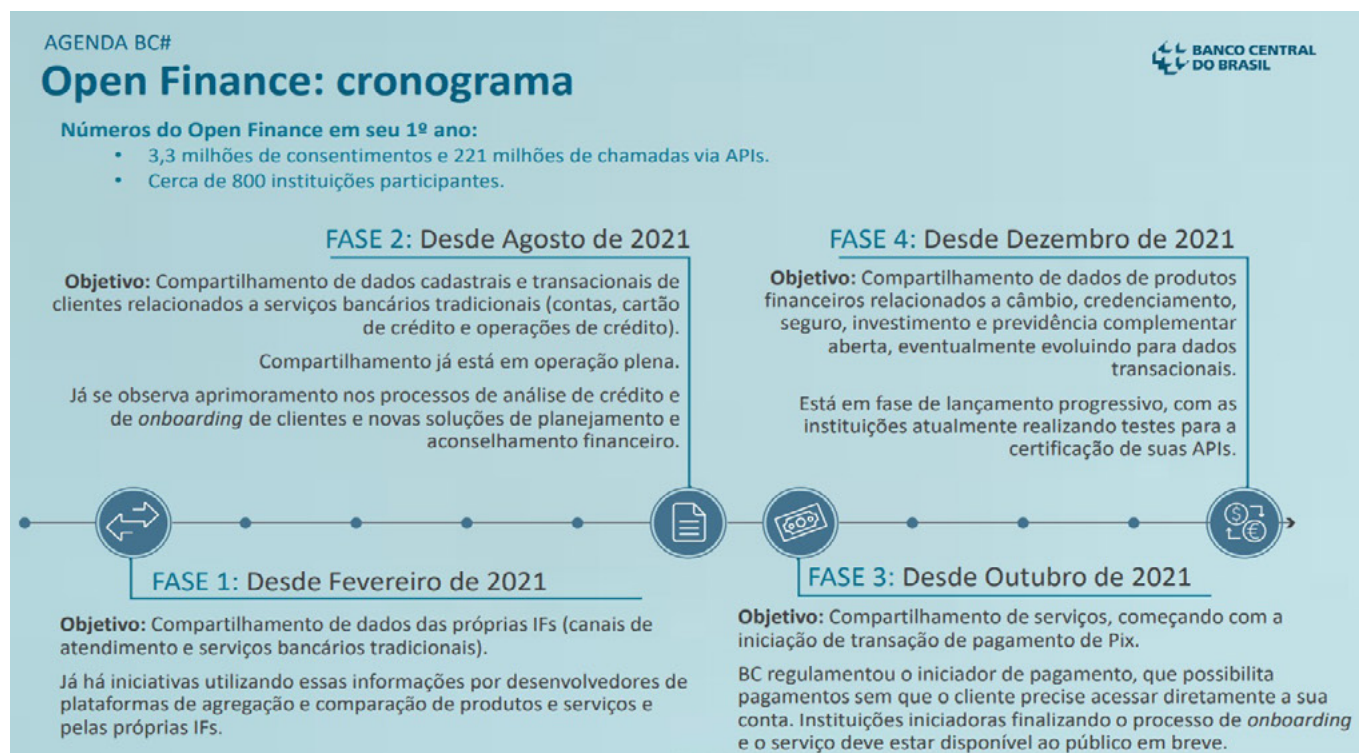 AGENDA BC#
Open Finance: cronograma
BANCO CENTRAL
DO BRASIL
Números do Open Finance em seu 1º ano:
• 3,3 milhões de consentimentos e 221 milhões de chamadas via APIs.
• Cerca de 800 instituições participantes.
FASE 2: Desde Agosto de 2021
Objetivo: Compartilhamento de dados cadastrais e transacionais de
clientes relacionados a serviços bancários tradicionais (contas, cartão
de crédito e operações de crédito).
Compartilhamento já está em operação plena.
Já se observa aprimoramento nos processos de análise de crédito e
de onboarding de clientes e novas soluções de planejamento e
aconselhamento financeiro.
FASE 4: Desde Dezembro de 2021
Objetivo: Compartilhamento de dados de produtos
financeiros relacionados a câmbio, credenciamento,
seguro, investimento e previdência complementar
aberta, eventualmente evoluindo para dados
transacionais.
Está em fase de lançamento progressivo, com as
instituições atualmente realizando testes para a
certificação de suas APIs.
$
€
FASE 1: Desde Fevereiro de 2021
Objetivo: Compartilhamento de dados das próprias IFs (canais de
atendimento e serviços bancários tradicionais).
Já há iniciativas utilizando essas informações por desenvolvedores de
plataformas de agregação e comparação de produtos e serviços e
pelas próprias IFs.
FASE 3: Desde Outubro de 2021
Objetivo: Compartilhamento de serviços, começando com a
iniciação de transação de pagamento de Pix.
BC regulamentou o iniciador de pagamento, que possibilita
pagamentos sem que o cliente precise acessar diretamente a sua
conta. Instituições iniciadoras finalizando o processo de onboarding
e o serviço deve estar disponível ao público em breve.